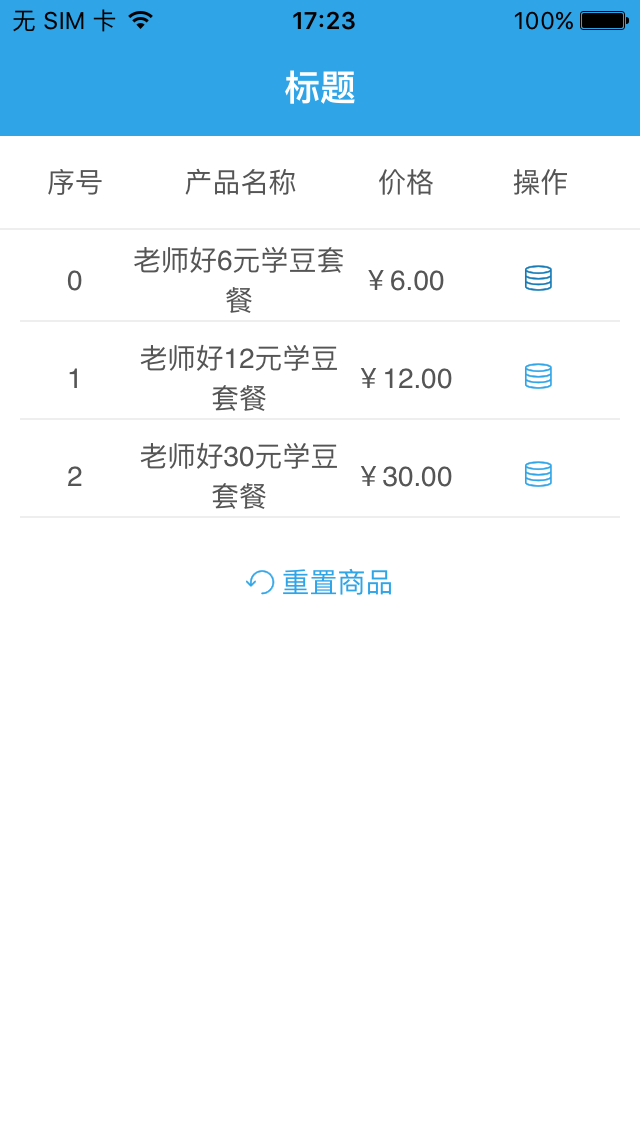 无 SIM 卡 17:23 100%
标题
序号 产品名称 价格 操作
0 老师好6元学豆套餐 ¥6.00
1 老师好12元学豆套餐 ¥12.00
2 老师好30元学豆套餐 ¥30.00
重置商品